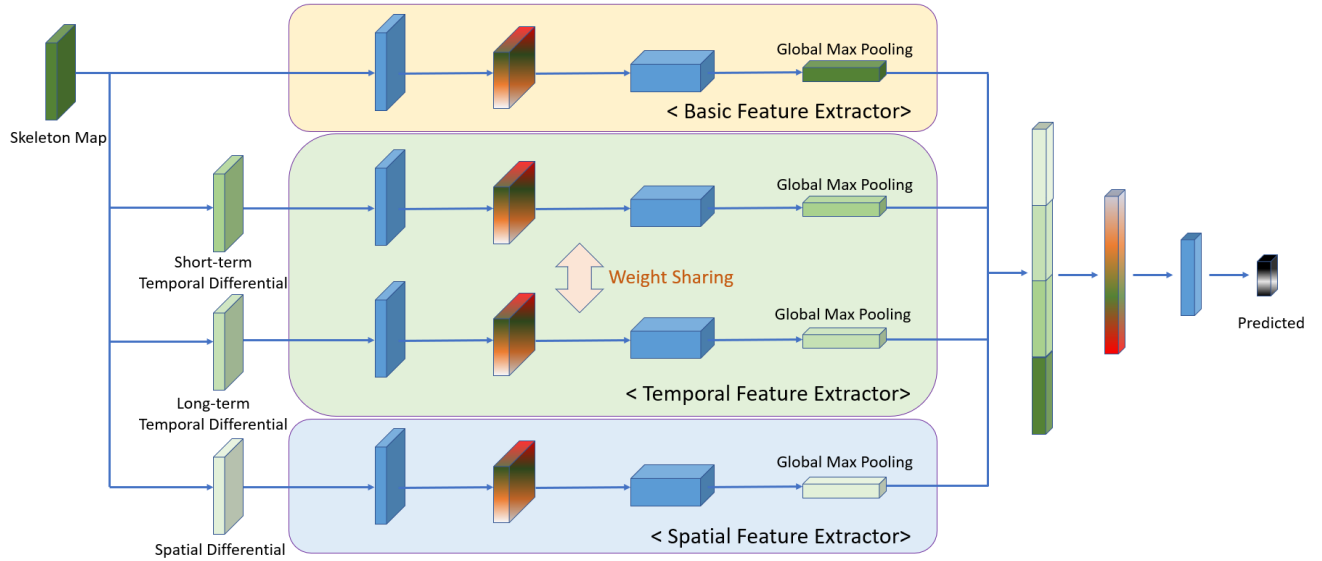 Global Max Pooling
< Basic Feature Extractor>
Skeleton Map
Global Max Pooling
Short-term
Temporal Differential
Weight Sharing
Global Max Pooling
Predicted
< Temporal Feature Extractor>
Long-term
Temporal Differential
Global Max Pooling
< Spatial Feature Extractor>
Spatial Differential